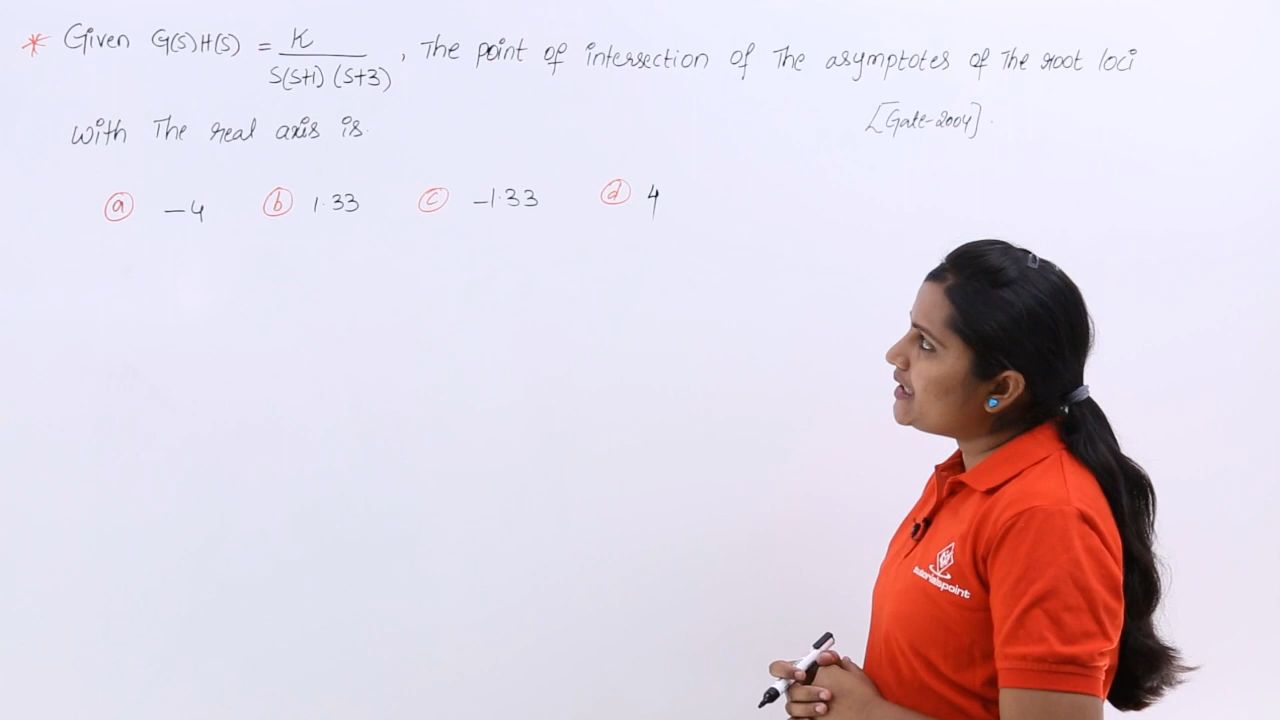 * Given G(S)H(S) = K / S(S+1) (S+3) , The point of intersection of The asymptotes of The root loci
with The real axis is.
[Gate-2004].
ⓐ -4 ⓑ 1.33 ⓒ -1.33 ⓓ 4
tutorialspoint